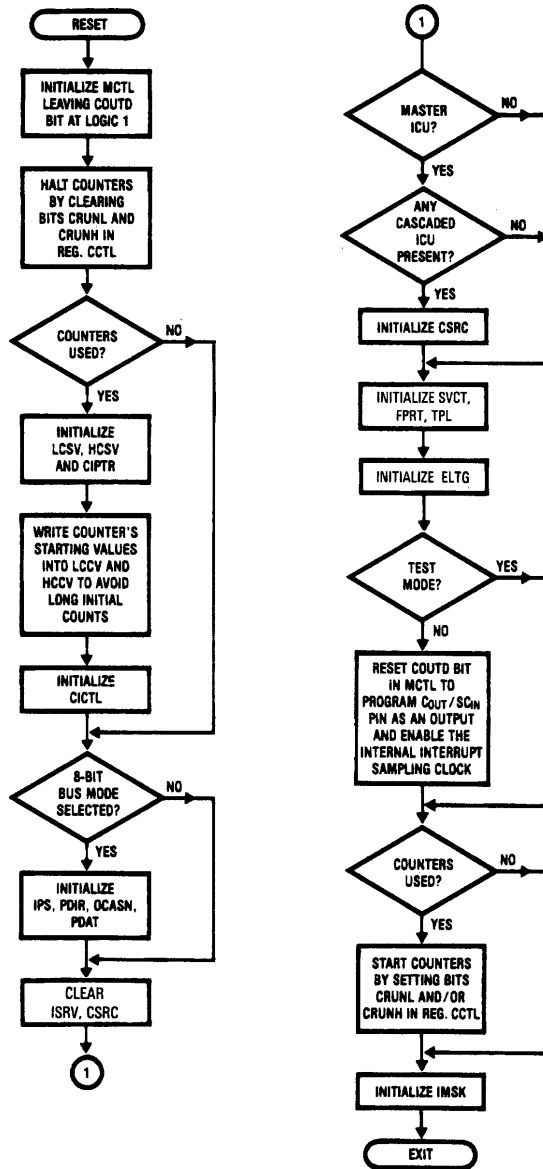 RESET
INITIALIZE MCTL
LEAVING COUTD
BIT AT LOGIC 1
HALT COUNTERS
BY CLEARING
BITS CRUNL AND
CRUNH IN
REG. CCTL
COUNTERS
USED?
NO
YES
INITIALIZE
LCSV, HCSV
AND CIPTR
WRITE COUNTER'S
STARTING VALUES
INTO LCCV AND
HCCV TO AVOID
LONG INITIAL
COUNTS
INITIALIZE
CICTL
8-BIT
BUS MODE
SELECTED?
NO
YES
INITIALIZE
IPS, PDIR, OCASN,
PDAT
CLEAR
ISRV, CSRC
1
1
MASTER
ICU?
NO
YES
ANY
CASCADED
ICU
PRESENT?
NO
YES
INITIALIZE CSRC
INITIALIZE SVCT,
FPRT, TPL
INITIALIZE ELTG
TEST
MODE?
YES
NO
RESET COUTD BIT
IN MCTL TO
PROGRAM COUT/SCIN
PIN AS AN OUTPUT
AND ENABLE THE
INTERNAL INTERRUPT
SAMPLING CLOCK
COUNTERS
USED?
NO
YES
START COUNTERS
BY SETTING BITS
CRUNL AND/OR
CRUNH IN REG. CCTL
INITIALIZE IMSK
EXIT